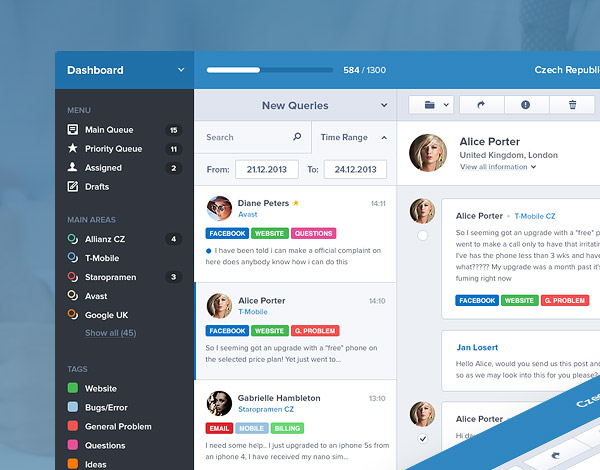 Dashboard
584 / 1300
Czech Republi
MENU
Main Queue 15
Priority Queue 11
Assigned 2
Drafts
MAIN AREAS
Allianz CZ 4
T-Mobile
Staropramen 3
Avast
Google UK
Show all (45)
TAGS
Website
Bugs/Error
General Problem
Questions
Ideas
New Queries
Search
Time Range
From: 21.12.2013 To: 24.12.2013
Diane Peters 14:11
Avast
FACEBOOK WEBSITE QUESTIONS
I have been told i can make a official complaint on
here does anybody know how i can do this
Alice Porter 14:10
T-Mobile
FACEBOOK WEBSITE G. PROBLEM
So I seeming got an upgrade with a "free" phone on
the selected price plan! Yet just went to...
Gabrielle Hambleton 13:10
Staropramen CZ
EMAIL MOBILE BILLING
I need some help.. I just upgraded to an iphone 5s from
an iphone 4, I have received my nano sim...
Alice Porter
United Kingdom, London
View all information
Alice Porter • T-Mobile CZ
So I seeming got an upgrade with a "free" p
went to make a call only to have that irritatin
I've has the phone less than 3 wks and have
what????? My upgrade was a month past it's
fuming right now
FACEBOOK WEBSITE G. PROBLEM
Jan Losert
Hello Alice, would you send us this post and
so as we may look into this for you please?
Alice Porter
Hi da
Cze